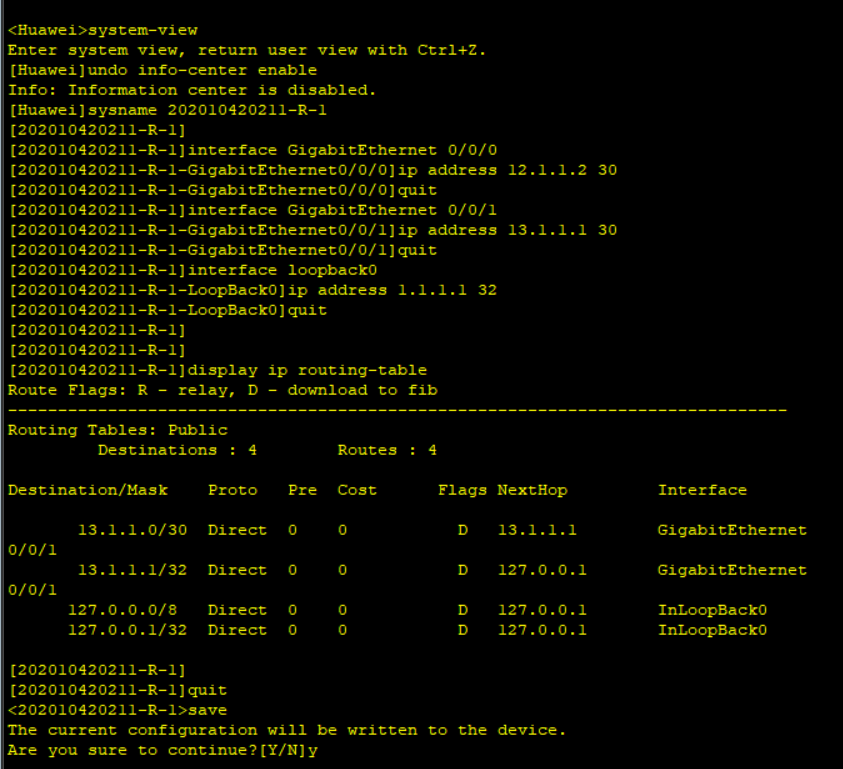 <Huawei>system-view
Enter system view, return user view with Ctrl+Z.
[Huawei]undo info-center enable
Info: Information center is disabled.
[Huawei]sysname 202010420211-R-1
[202010420211-R-1]
[202010420211-R-1]interface GigabitEthernet 0/0/0
[202010420211-R-1-GigabitEthernet0/0/0]ip address 12.1.1.2 30
[202010420211-R-1-GigabitEthernet0/0/0]quit
[202010420211-R-1]interface GigabitEthernet 0/0/1
[202010420211-R-1-GigabitEthernet0/0/1]ip address 13.1.1.1 30
[202010420211-R-1-GigabitEthernet0/0/1]quit
[202010420211-R-1]interface loopback0
[202010420211-R-1-LoopBack0]ip address 1.1.1.1 32
[202010420211-R-1-LoopBack0]quit
[202010420211-R-1]
[202010420211-R-1]
[202010420211-R-1]display ip routing-table
Route Flags: R - relay, D - download to fib
------------------------------------------------------------------------------
Routing Tables: Public
         Destinations : 4        Routes : 4

Destination/Mask    Proto   Pre  Cost      Flags NextHop         Interface

       13.1.1.0/30  Direct  0    0           D   13.1.1.1        GigabitEthernet
0/0/1
       13.1.1.1/32  Direct  0    0           D   127.0.0.1       GigabitEthernet
0/0/1
      127.0.0.0/8   Direct  0    0           D   127.0.0.1       InLoopBack0
      127.0.0.1/32  Direct  0    0           D   127.0.0.1       InLoopBack0

[202010420211-R-1]
[202010420211-R-1]quit
<202010420211-R-1>save
The current configuration will be written to the device.
Are you sure to continue?[Y/N]y